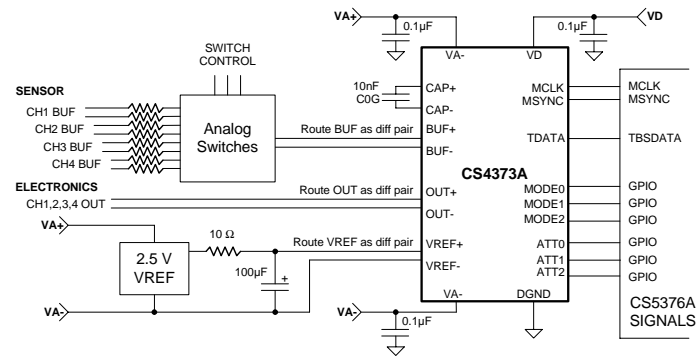 VA+
0.1µF
0.1µF
VD
SWITCH
CONTROL
VA-
VD
SENSOR
10nF
C0G
CAP+
CAP-
MCLK
MSYNC
MCLK
MSYNC
CH1 BUF
CH2 BUF
CH3 BUF
CH4 BUF
Analog
Switches
Route BUF as diff pair
BUF+
BUF-
TDATA
TBSDATA
CS4373A
ELECTRONICS
CH1,2,3,4 OUT
Route OUT as diff pair
OUT+
OUT-
MODE0
MODE1
MODE2
GPIO
GPIO
GPIO
VA+
10 Ω
Route VREF as diff pair
VREF+
VREF-
ATT0
ATT1
ATT2
GPIO
GPIO
GPIO
2.5 V
VREF
100µF
+
VA-
VA-
VA-
DGND
0.1µF
CS5376A
SIGNALS